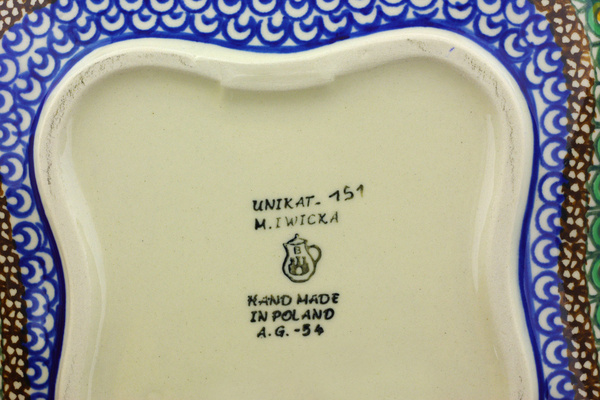 UNIKAT-151
M.IWICKA
B
HAND MADE
IN POLAND
A.G.-54